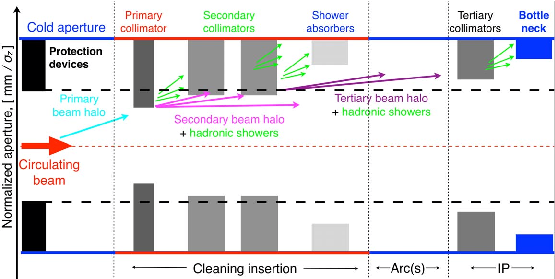 Cold aperture
Primary
collimator
Secondary
collimators
Shower
absorbers
Tertiary
collimators
Bottle
neck
Protection
devices
Primary
beam halo
Secondary beam halo
+ hadronic showers
Tertiary beam halo
+ hadronic showers
Circulating
beam
Normalized aperture, [ mm / σz ]
Cleaning insertion
Arc(s)
IP